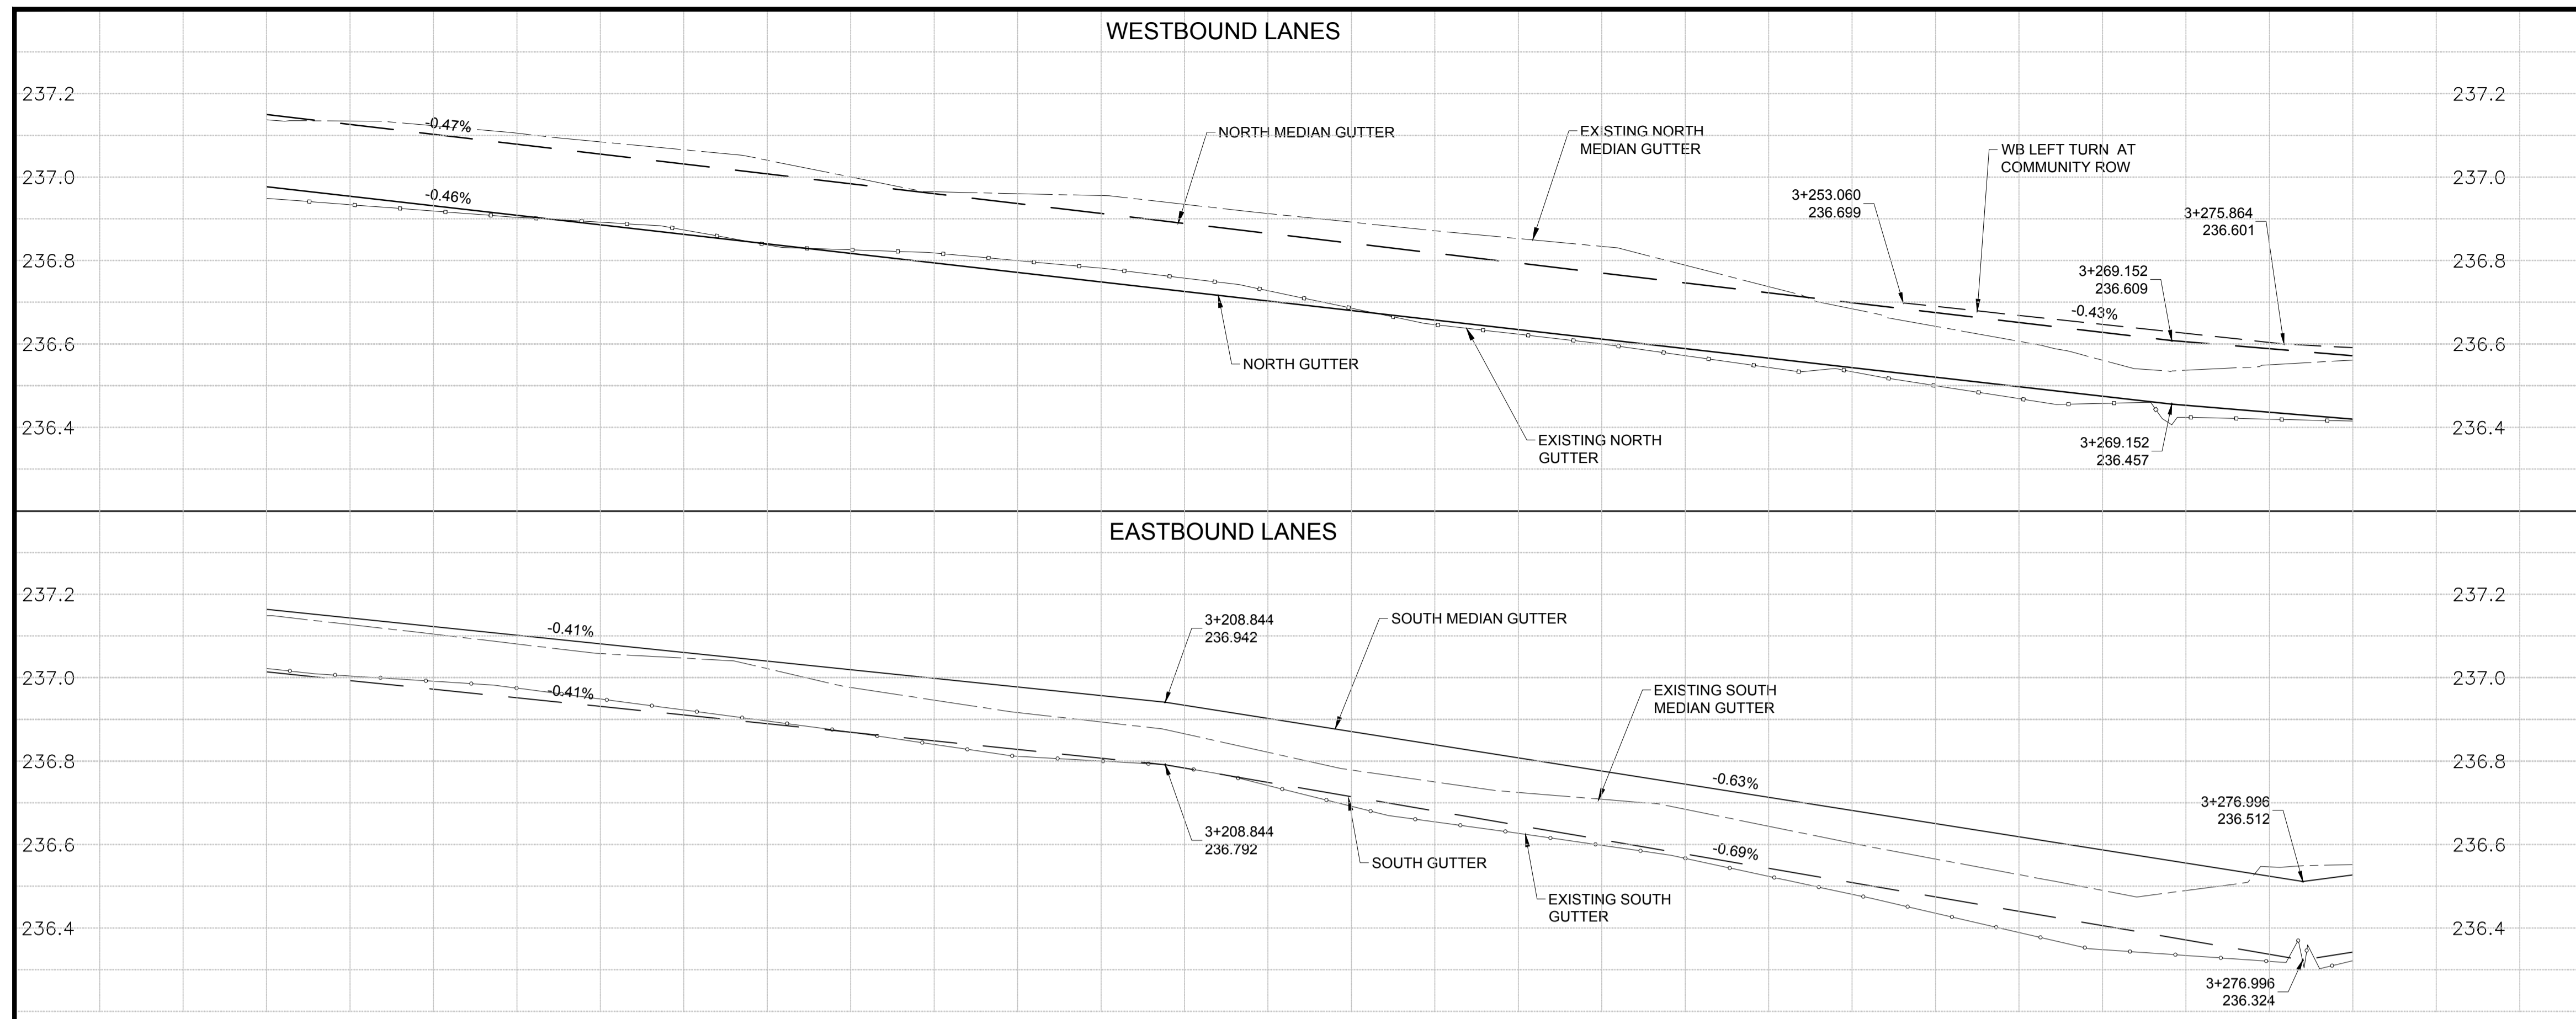 WESTBOUND LANES
237.2
237.2
-0.47%
NORTH MEDIAN GUTTER
EXISTING NORTH
MEDIAN GUTTER
WB LEFT TURN AT
COMMUNITY ROW
237.0
237.0
-0.46%
3+253.060
236.699
3+275.864
236.601
236.8
236.8
3+269.152
236.609
-0.43%
236.6
236.6
NORTH GUTTER
236.4
236.4
EXISTING NORTH
GUTTER
3+269.152
236.457
EASTBOUND LANES
237.2
237.2
-0.41%
3+208.844
236.942
SOUTH MEDIAN GUTTER
237.0
237.0
-0.41%
EXISTING SOUTH
MEDIAN GUTTER
236.8
236.8
-0.63%
3+276.996
236.512
3+208.844
236.792
236.6
236.6
-0.69%
SOUTH GUTTER
EXISTING SOUTH
GUTTER
236.4
236.4
3+276.996
236.324